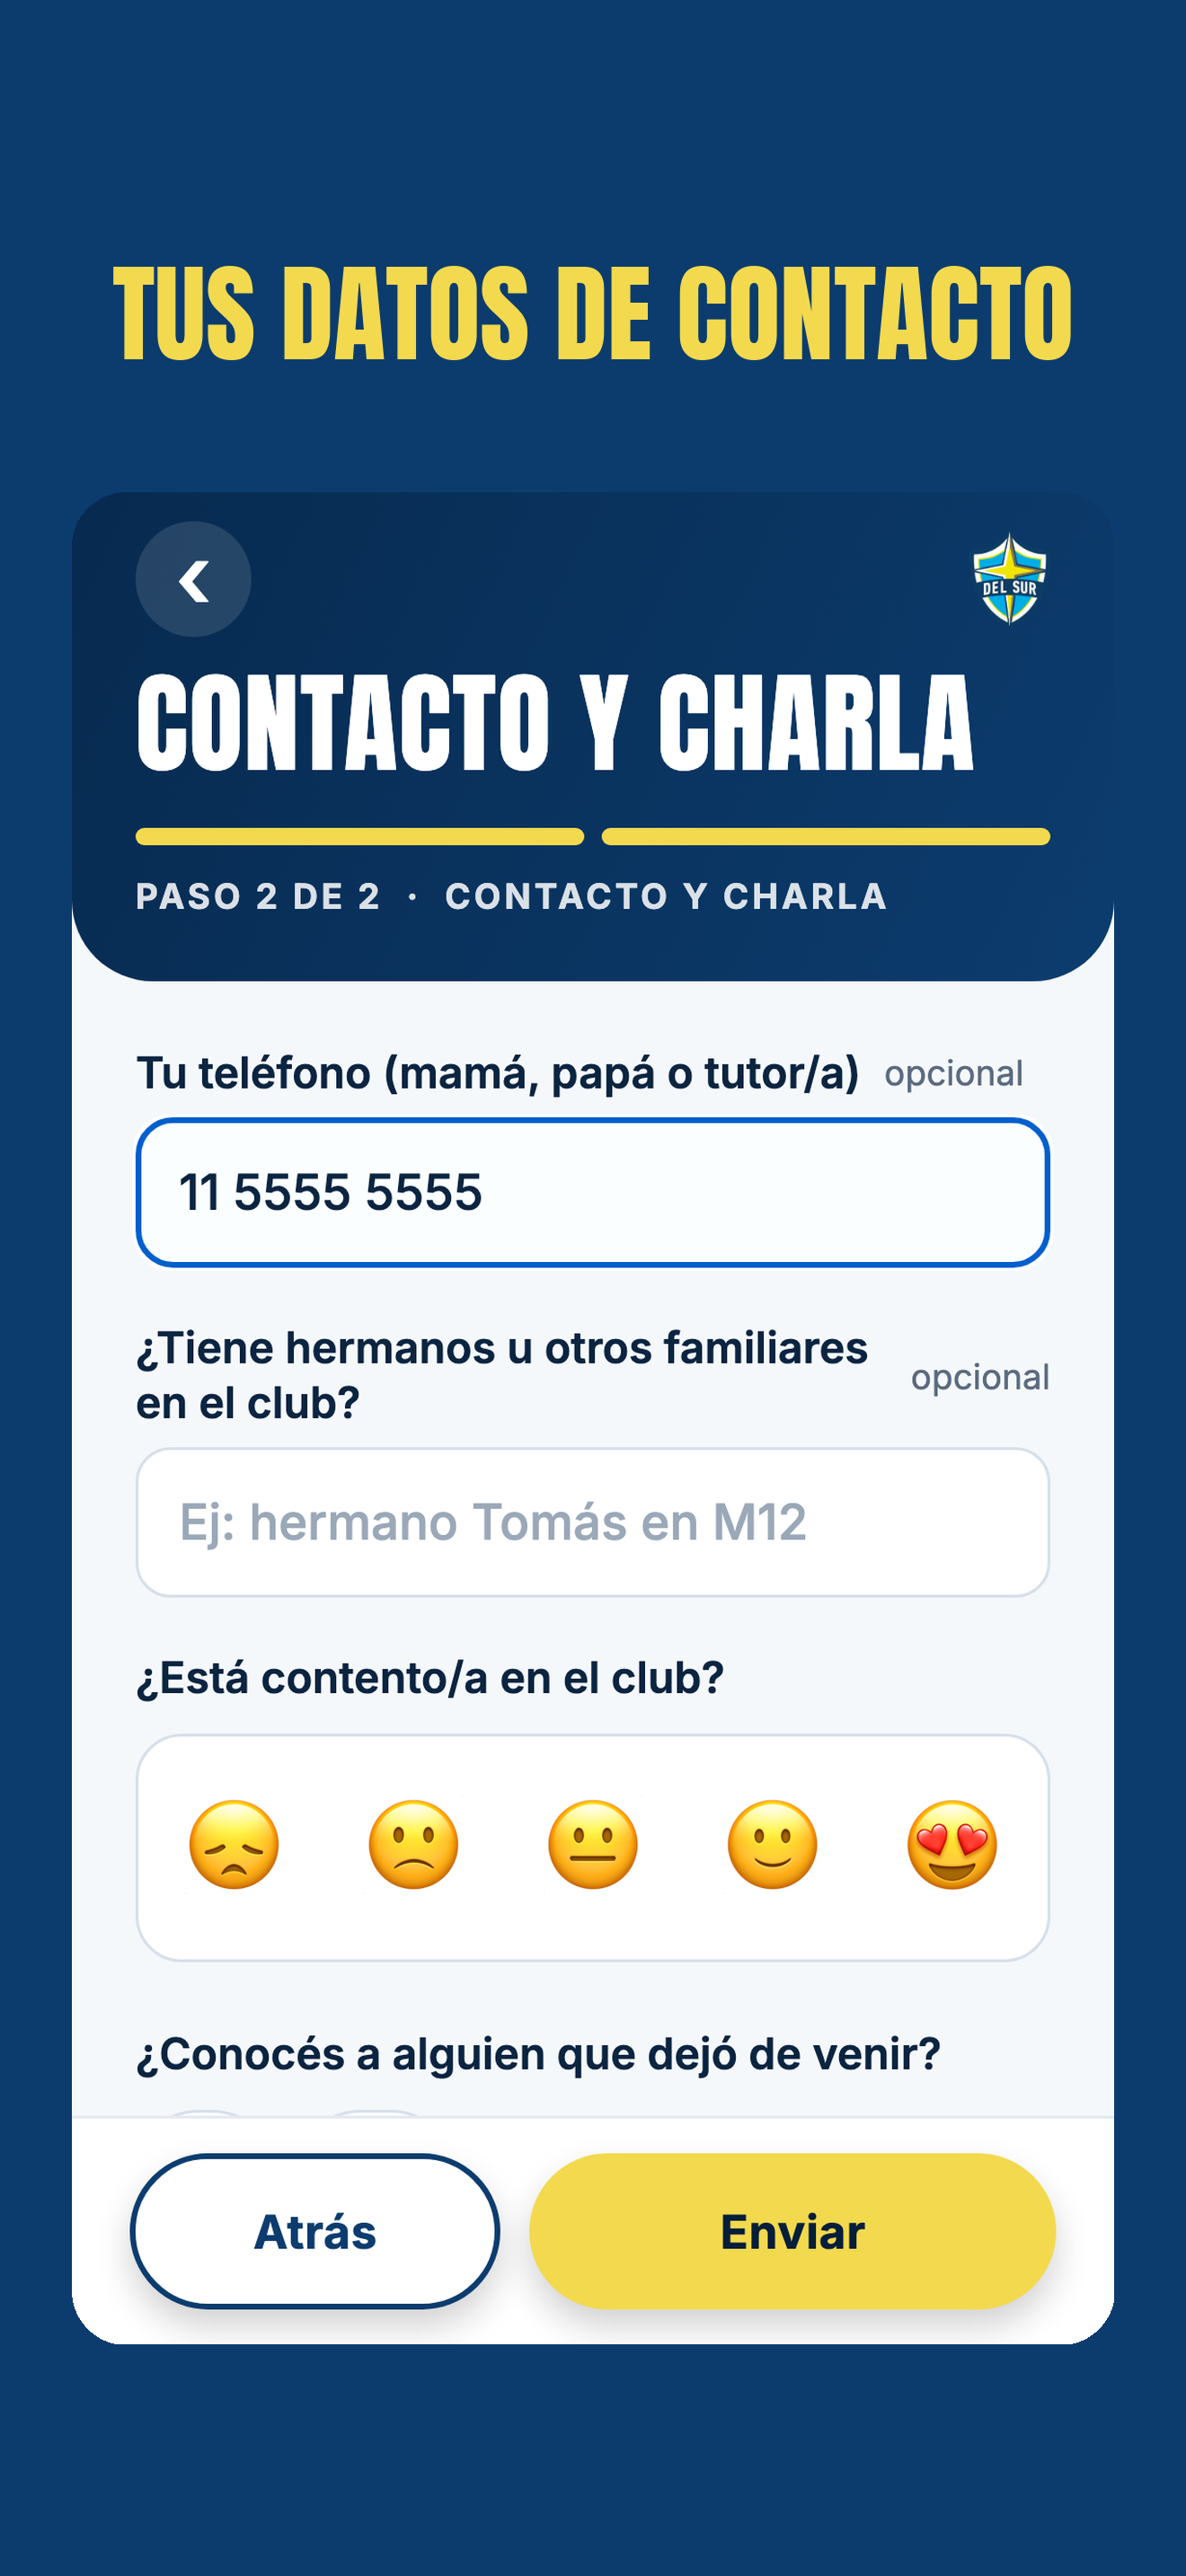 TUS DATOS DE CONTACTO
DEL SUR
CONTACTO Y CHARLA
PASO 2 DE 2 · CONTACTO Y CHARLA
Tu teléfono (mamá, papá o tutor/a) opcional
11 5555 5555
¿Tiene hermanos u otros familiares
en el club?
opcional
Ej: hermano Tomás en M12
¿Está contento/a en el club?
¿Conocés a alguien que dejó de venir?
Atrás
Enviar